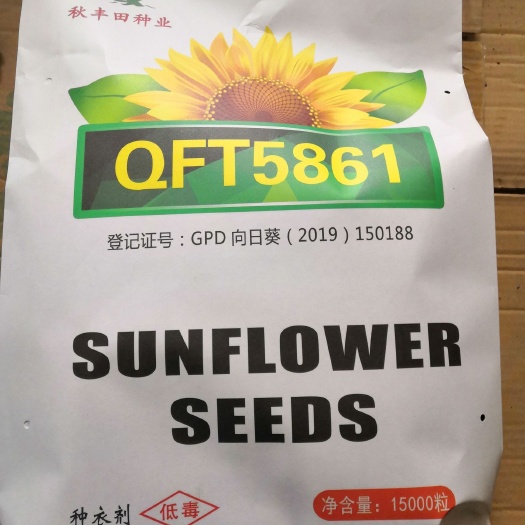 秋丰田种业
QFT5861
登记证号：GPD 向日葵（2019）150188
SUNFLOWER
SEEDS
种衣剂 低毒
净含量：15000粒